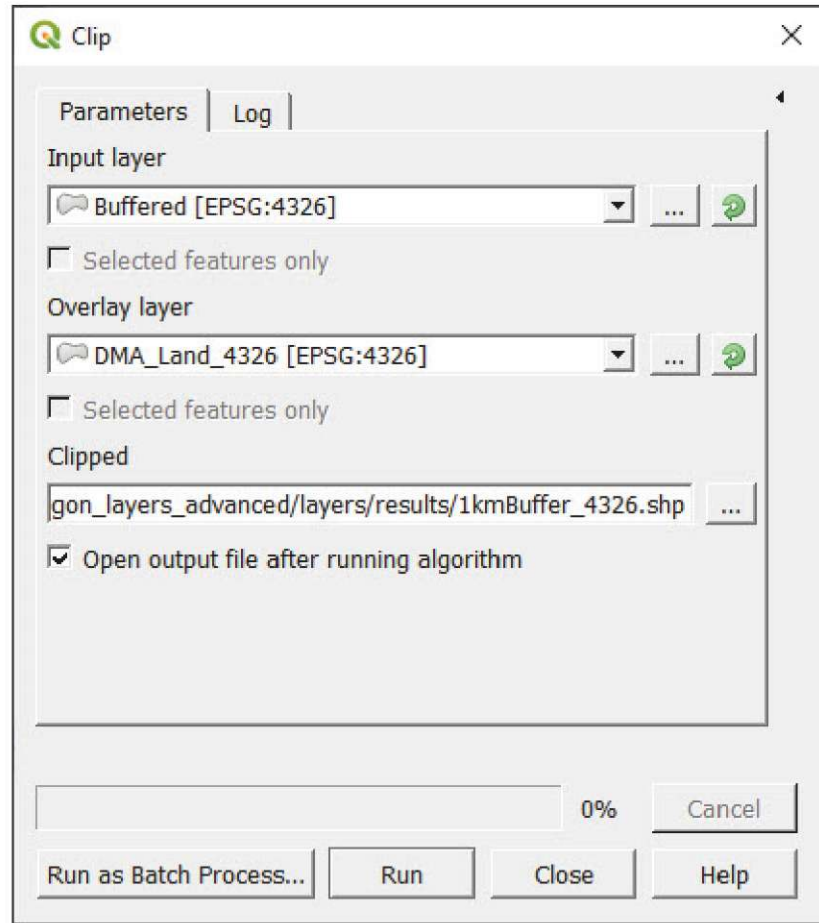 Clip
Parameters
Log
Input layer
Buffered [EPSG:4326]
...
Selected features only
Overlay layer
DMA_Land_4326 [EPSG:4326]
...
Selected features only
Clipped
gon_layers_advanced/layers/results/1kmBuffer_4326.shp
...
Open output file after running algorithm
0%
Cancel
Run as Batch Process...
Run
Close
Help